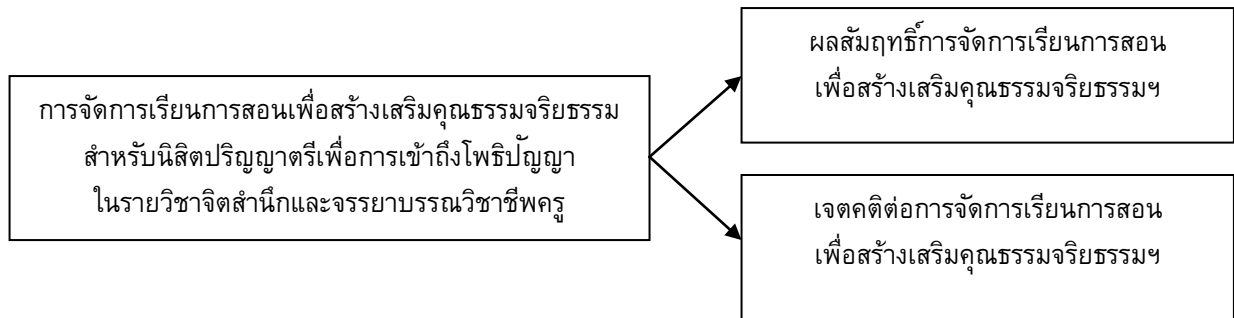 การจัดการเรียนการสอนเพื่อสร้างเสริมคุณธรรมจริยธรรม
สำหรับนิสิตปริญญาตรีเพื่อการเข้าถึงโพธิปัญญา
ในรายวิชาจิตสำนึกและจรรยาบรรณวิชาชีพครู
ผลสัมฤทธิ์การจัดการเรียนการสอน
เพื่อสร้างเสริมคุณธรรมจริยธรรมฯ
เจตคติต่อการจัดการเรียนการสอน
เพื่อสร้างเสริมคุณธรรมจริยธรรมฯ